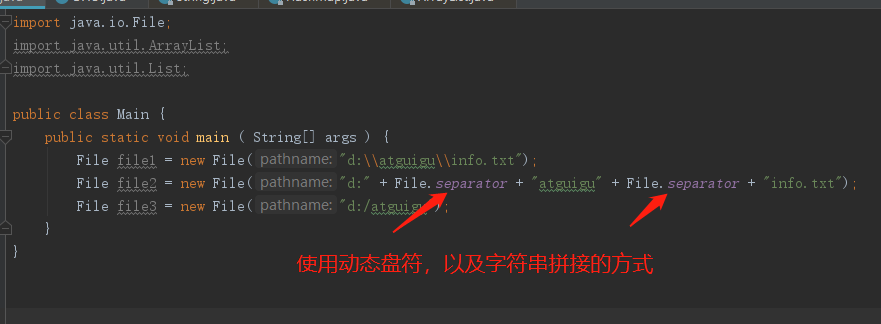 import java.io.File;
import java.util.ArrayList;
import java.util.List;
public class Main {
public static void main ( String[] args ) {
File file1 = new File( pathname: "d:\\atguigu\\info.txt");
File file2 = new File( pathname: "d:" + File.separator + "atguigu" + File.separator + "info.txt");
File file3 = new File( pathname: "d:/atguigu");
}
}
使用动态盘符，以及字符串拼接的方式